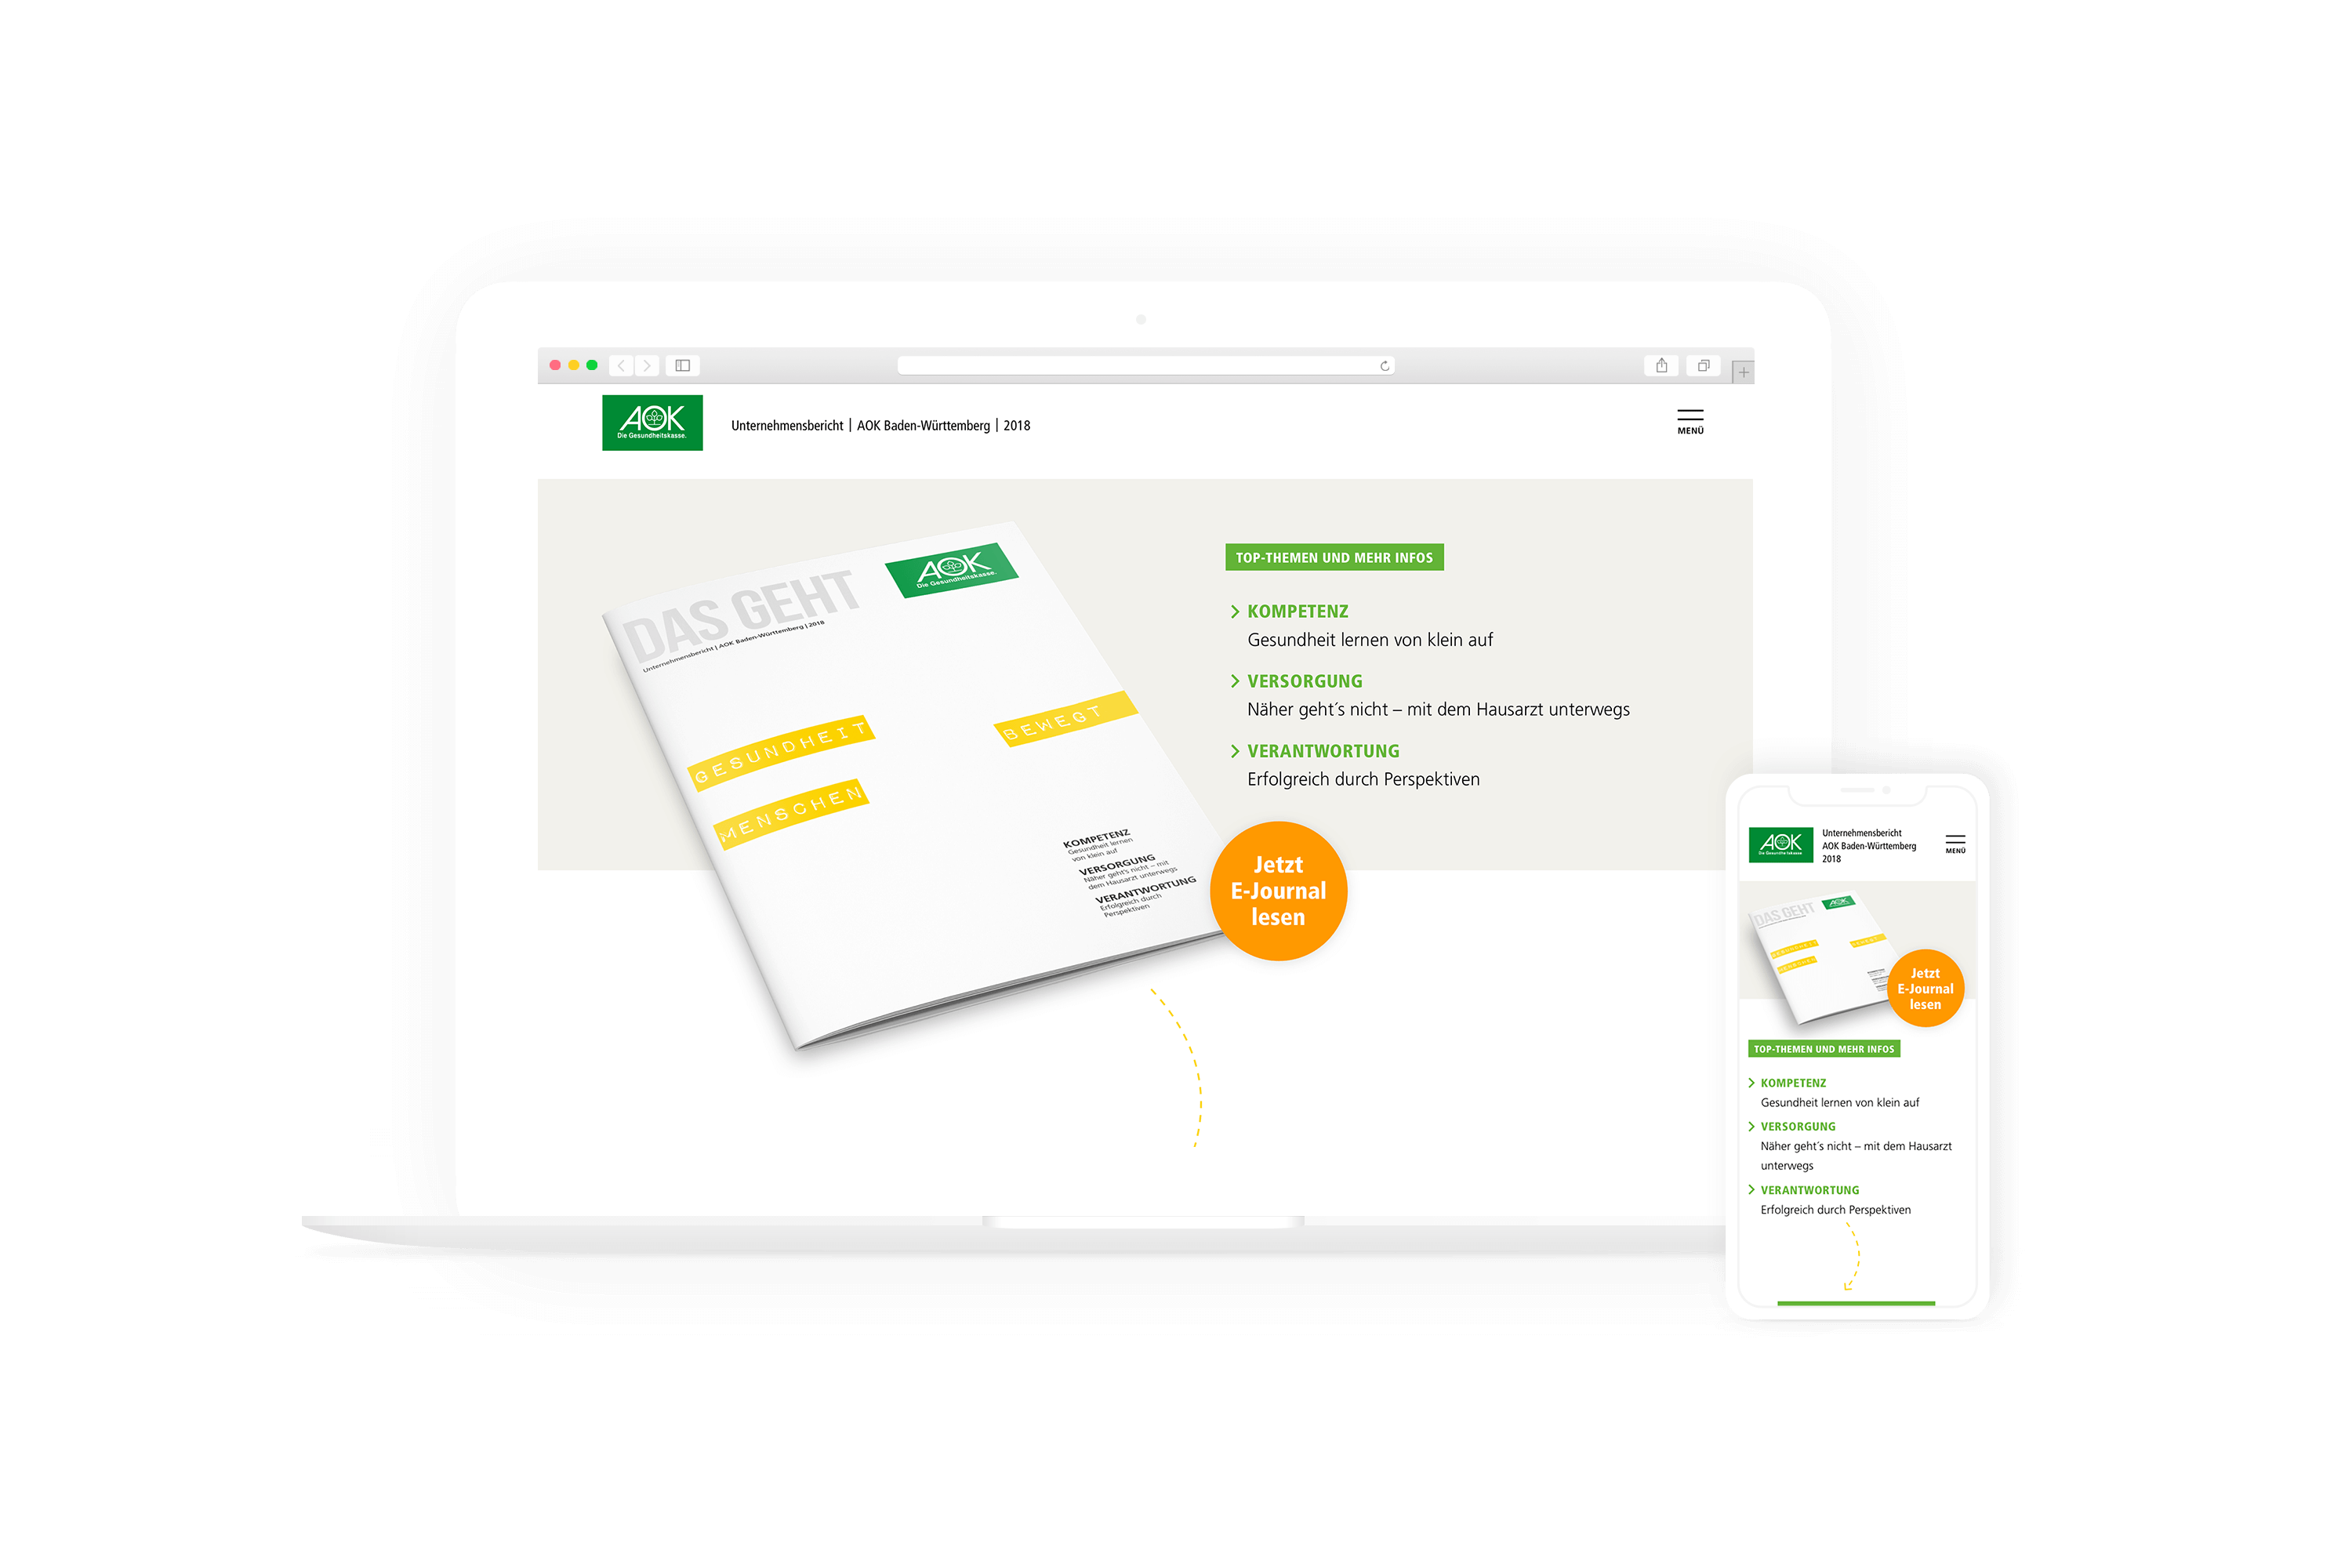 AOK
Die Gesundheitskasse.
Unternehmensbericht | AOK Baden-Württemberg | 2018
MENÜ
DAS GEHT
Unternehmensbericht | AOK Baden-Württemberg | 2018
AOK
Die Gesundheitskasse.
GESUNDHEIT
BEWEGT
MENSCHEN
KOMPETENZ
Gesundheit lernen
von klein auf
VERSORGUNG
Näher geht's nicht – mit
dem Hausarzt unterwegs
VERANTWORTUNG
Erfolgreich durch
Perspektiven
TOP-THEMEN UND MEHR INFOS
KOMPETENZ
Gesundheit lernen von klein auf
VERSORGUNG
Näher geht´s nicht – mit dem Hausarzt unterwegs
VERANTWORTUNG
Erfolgreich durch Perspektiven
Jetzt
E-Journal
lesen
AOK
Die Gesundheitskasse.
Unternehmensbericht
AOK Baden-Württemberg
2018
MENÜ
DAS GEHT
AOK
Jetzt
E-Journal
lesen
TOP-THEMEN UND MEHR INFOS
KOMPETENZ
Gesundheit lernen von klein auf
VERSORGUNG
Näher geht´s nicht – mit dem Hausarzt
unterwegs
VERANTWORTUNG
Erfolgreich durch Perspektiven